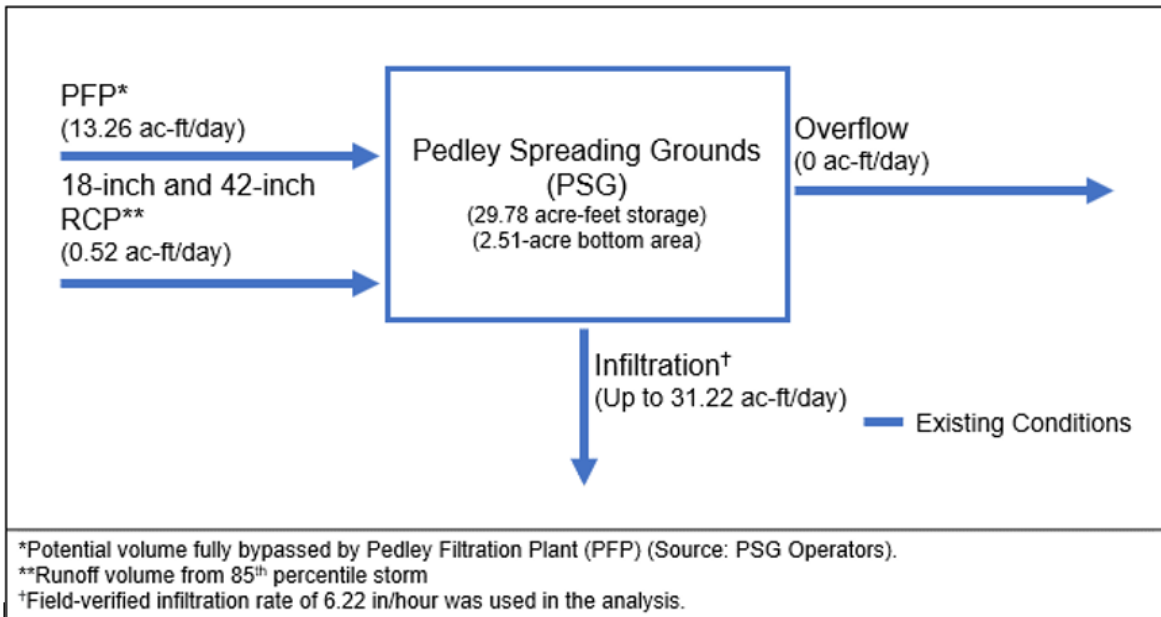 PFP*
(13.26 ac-ft/day)
18-inch and 42-inch
RCP**
(0.52 ac-ft/day)
Pedley Spreading Grounds
(PSG)
(29.78 acre-feet storage)
(2.51-acre bottom area)
Overflow
(0 ac-ft/day)
Infiltration†
(Up to 31.22 ac-ft/day)
Existing Conditions
*Potential volume fully bypassed by Pedley Filtration Plant (PFP) (Source: PSG Operators).
**Runoff volume from 85th percentile storm
†Field-verified infiltration rate of 6.22 in/hour was used in the analysis.